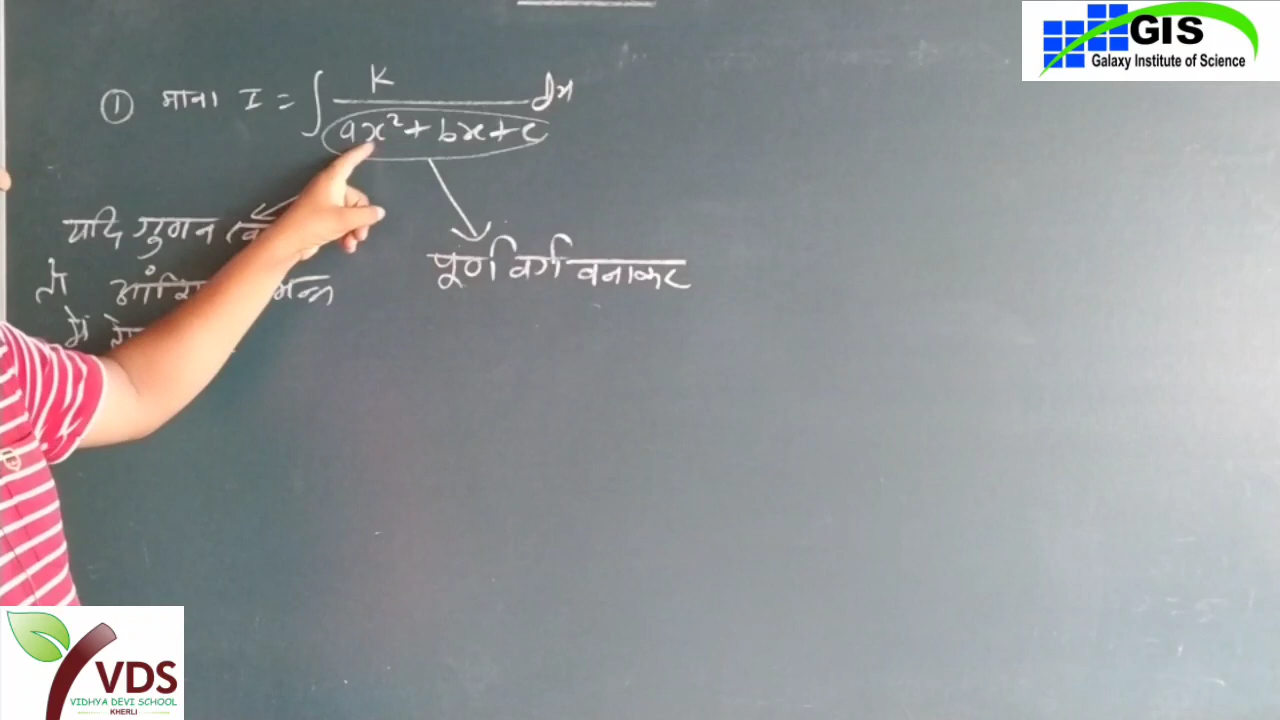 GIS
Galaxy Institute of Science
① माना I = ∫ K / ax² + bx + c dx
यदि गुणन
पूर्ण वर्ग बनाकर
तो
में
VDS
VIDHYA DEVI SCHOOL
KHERLI